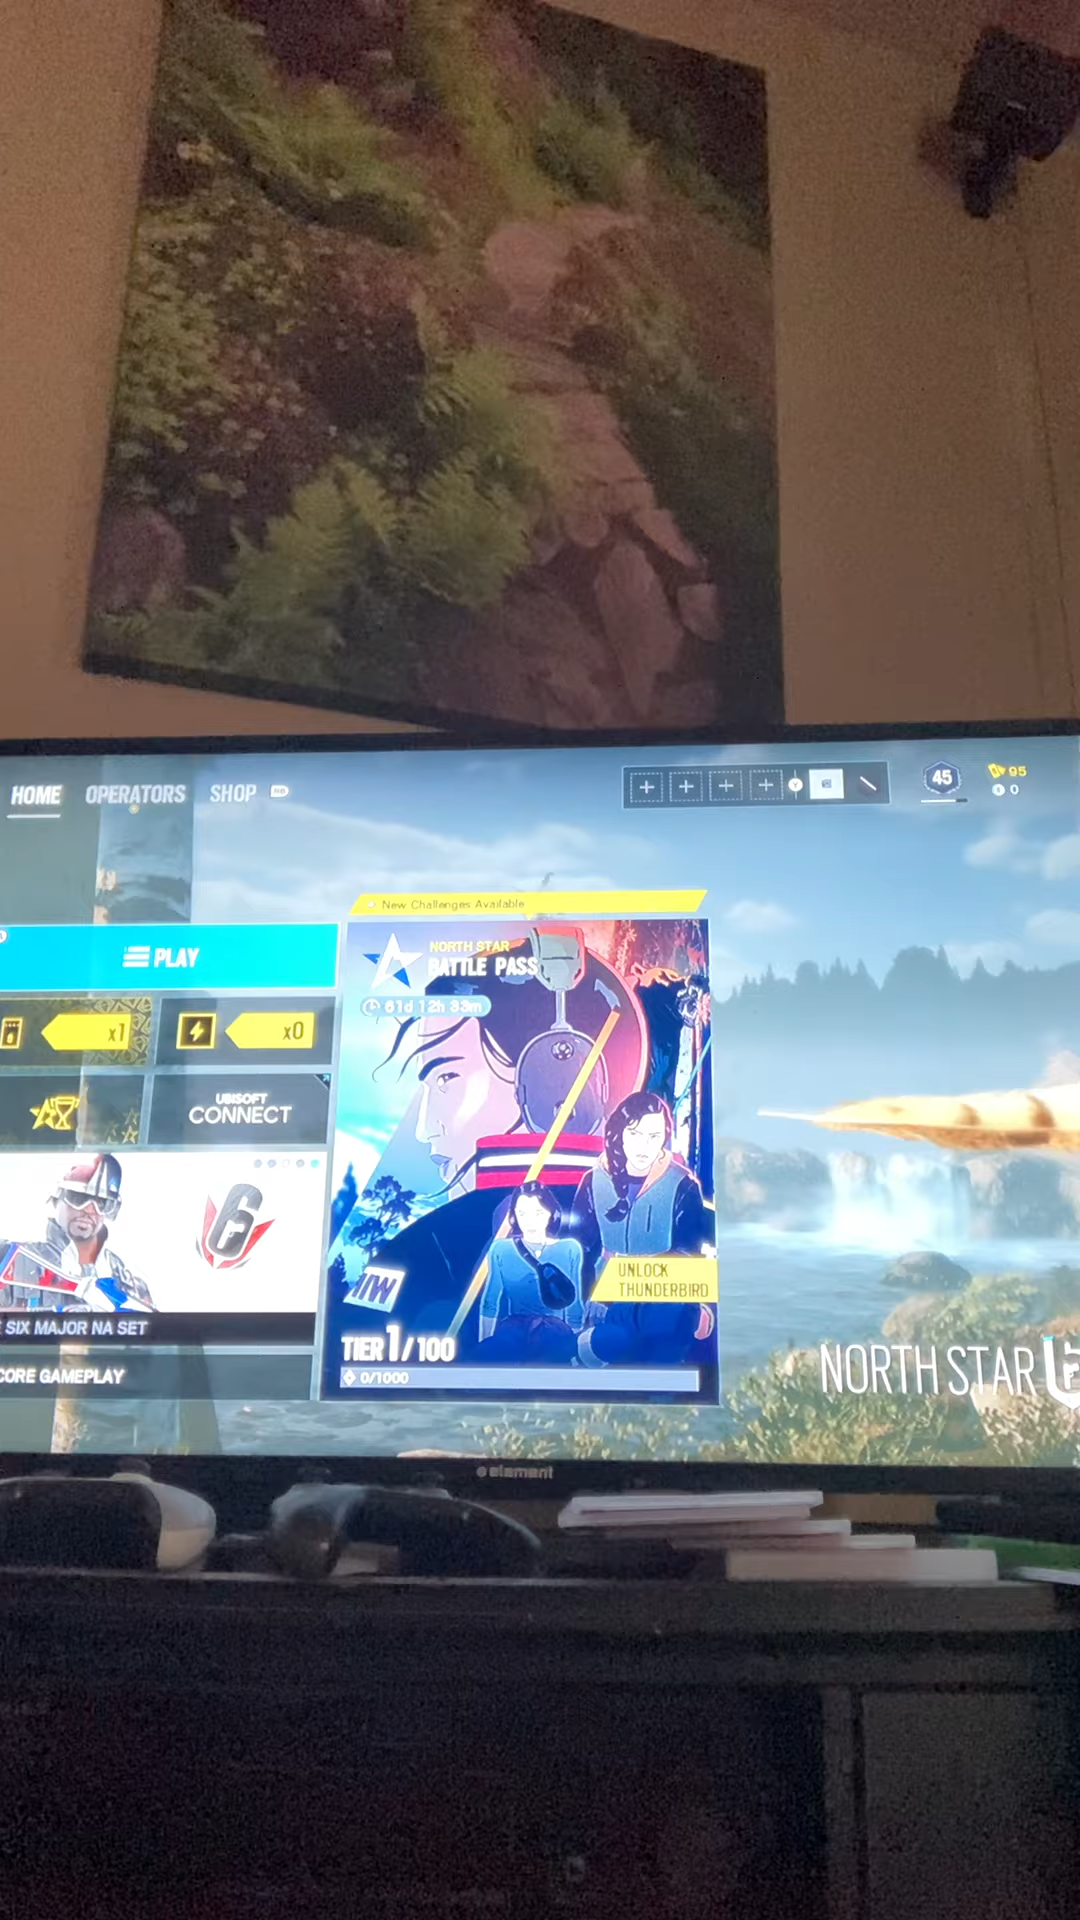 HOME OPERATORS SHOP
45
95
0
New Challenges Available
PLAY
NORTH STAR
BATTLE PASS
61d 12h 33m
x1
x0
UBISOFT
CONNECT
6
UNLOCK
THUNDERBIRD
SIX MAJOR NA SET
TIER 1/100
CORE GAMEPLAY
0/1000
NORTH STAR
element